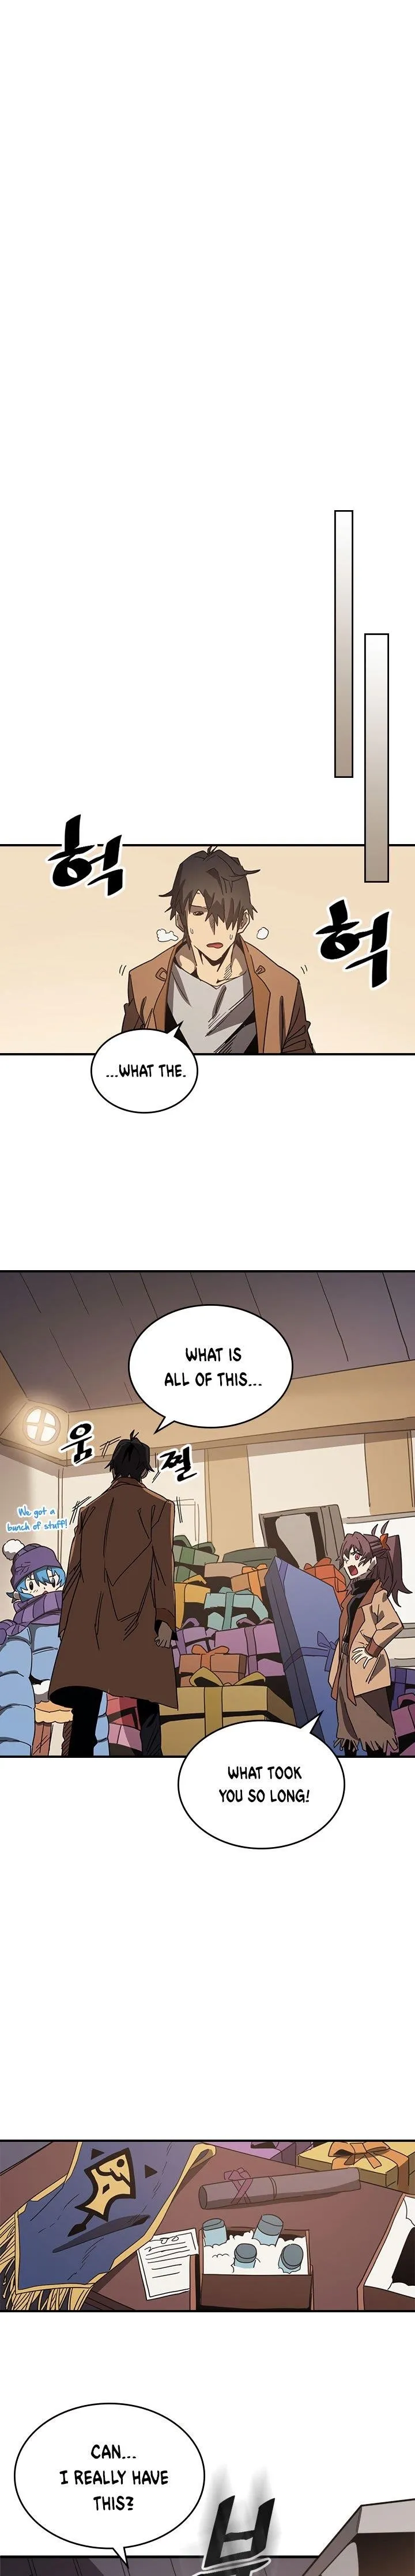 헉
헉
...WHAT THE.
WHAT IS
ALL OF THIS...
움
찔
We got a
bunch of stuff!
WHAT TOOK
YOU SO LONG!
CAN...
I REALLY HAVE
THIS?
부